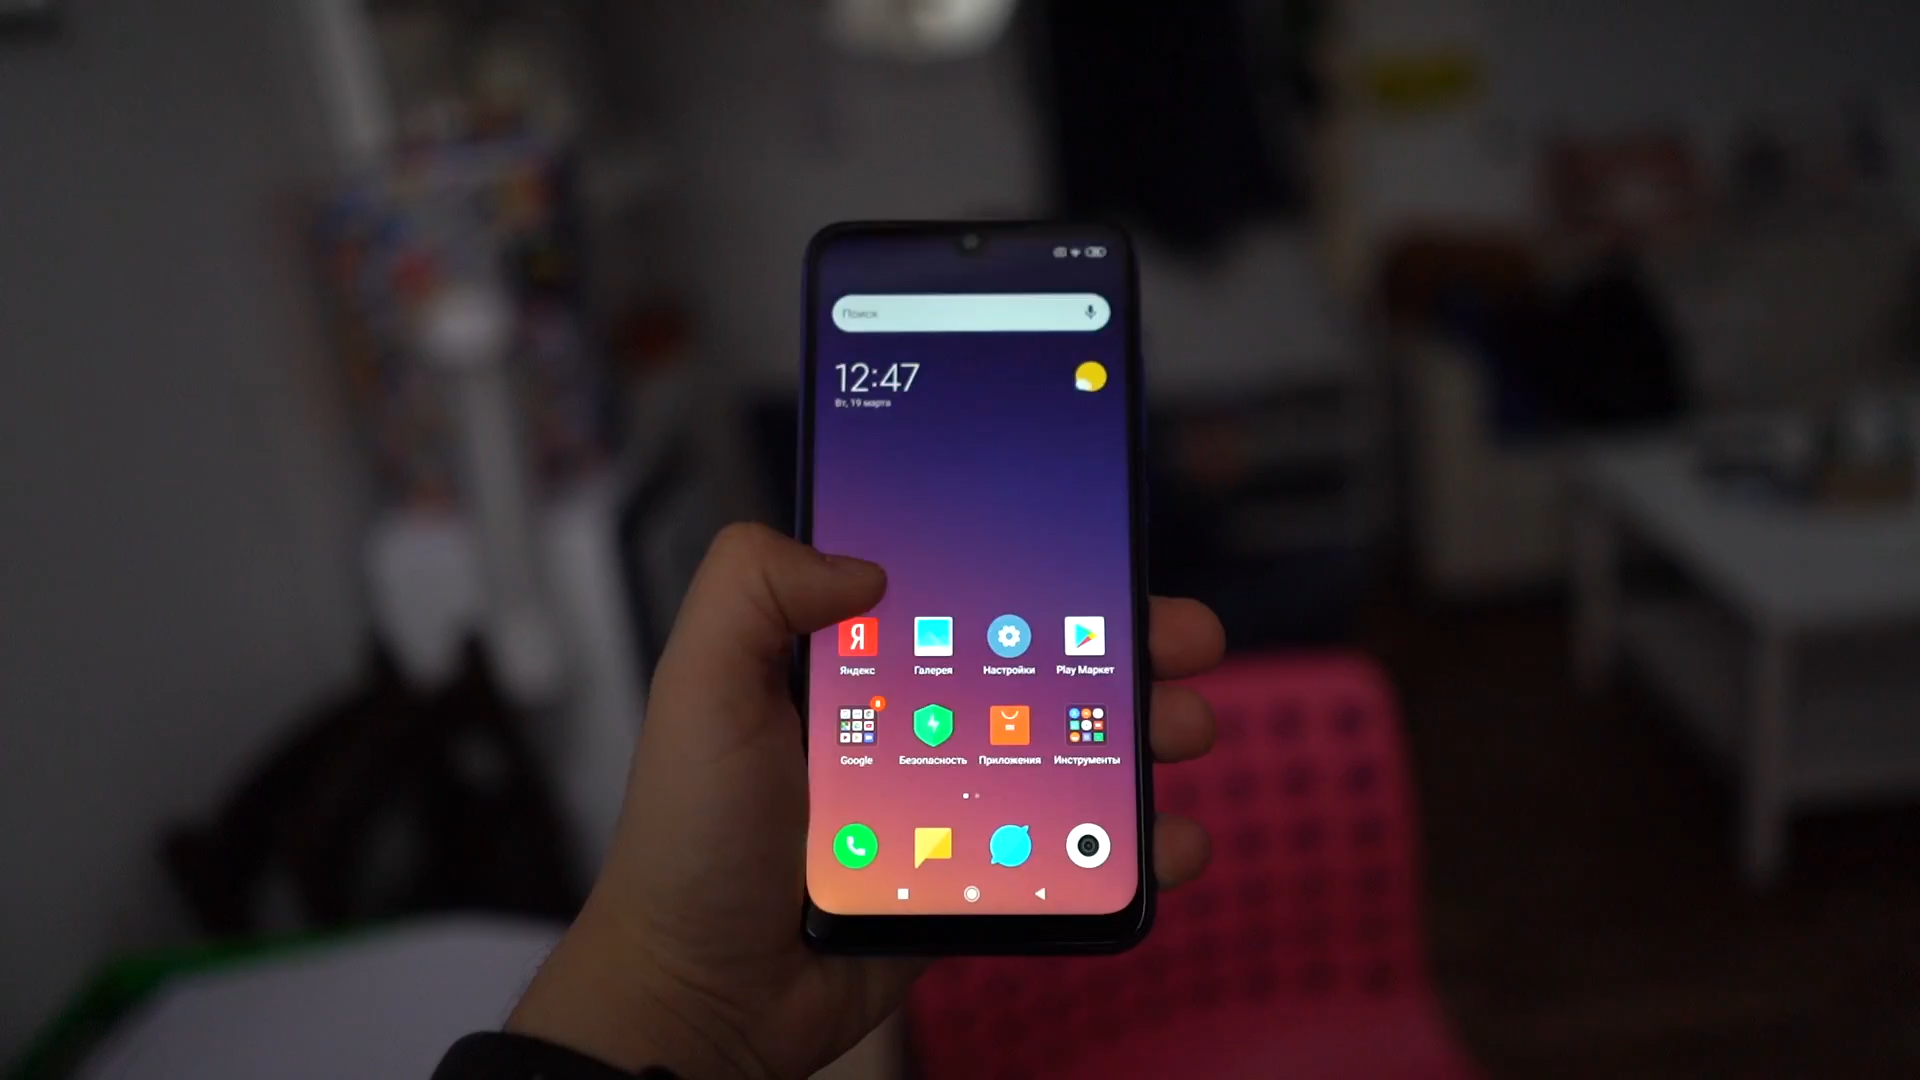 Поиск
12:47
Вт, 19 марта
Я
Яндекс Галерея Настройки Play Маркет
Google Безопасность Приложения Инструменты